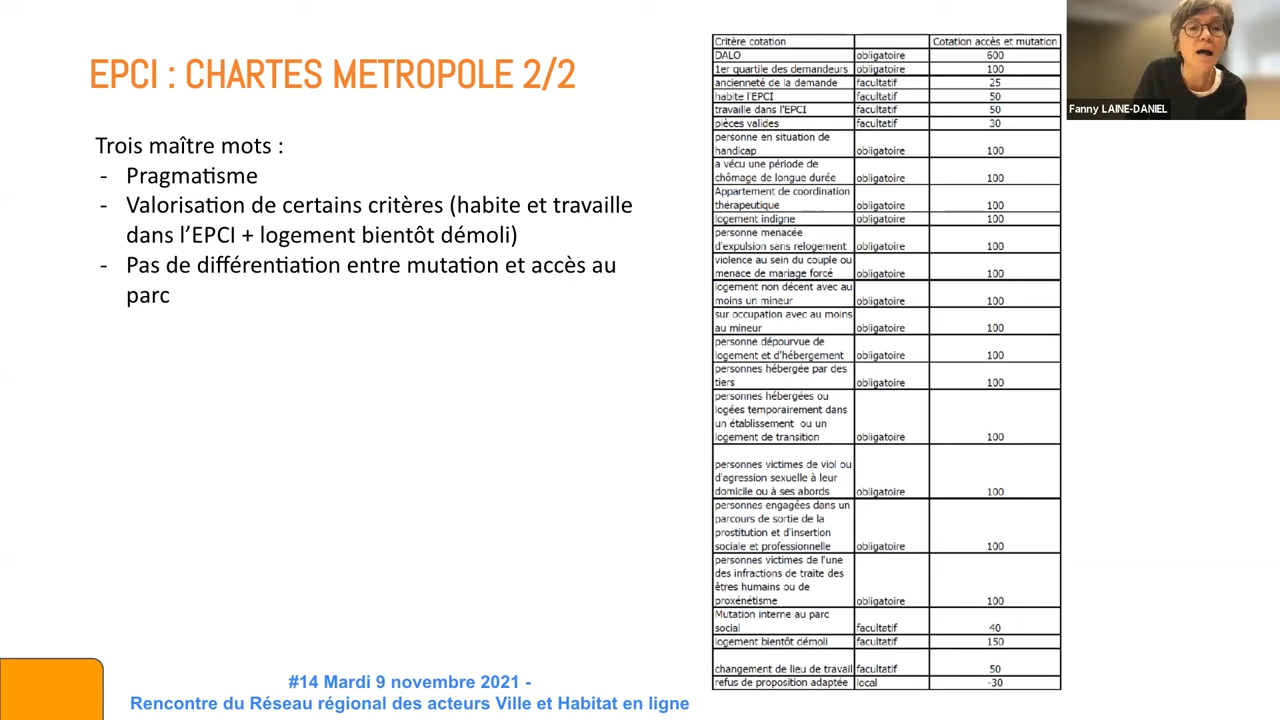 EPCI : CHARTES METROPOLE 2/2
Trois maître mots :
- Pragmatisme
- Valorisation de certains critères (habite et travaille
dans l'EPCI + logement bientôt démoli)
- Pas de différentiation entre mutation et accès au
parc
Critère cotation Cotation accès et mutation
DALO obligatoire 600
1er quartile des demandeurs obligatoire 100
ancienneté de la demande facultatif 25
habite l'EPCI facultatif 50
travaille dans l'EPCI facultatif 50
pièces valides facultatif 30
personne en situation de
handicap obligatoire 100
a vécu une période de
chômage de longue durée obligatoire 100
Appartement de coordination
thérapeutique obligatoire 100
logement indigne obligatoire 100
personne menacée
d'expulsion sans relogement obligatoire 100
violence au sein du couple ou
menace de mariage forcé obligatoire 100
logement non décent avec au
moins un mineur obligatoire 100
sur occupation avec au moins
au mineur obligatoire 100
personne dépourvue de
logement et d'hébergement obligatoire 100
personnes hébergée par des
tiers obligatoire 100
personnes hébergées ou
logées temporairement dans
un établissement ou un
logement de transition obligatoire 100
personnes victimes de viol ou
d'agression sexuelle à leur
domicile ou à ses abords obligatoire 100
personnes engagées dans un
parcours de sortie de la
prostitution et d'insertion
sociale et professionnelle obligatoire 100
personnes victimes de l'une
des infractions de traite des
êtres humains ou de
proxénétisme obligatoire 100
Mutation interne au parc
social facultatif 40
logement bientôt démoli facultatif 150
changement de lieu de travail facultatif 50
refus de proposition adaptée local -30
Fanny LAINE-DANIEL
#14 Mardi 9 novembre 2021 -
Rencontre du Réseau régional des acteurs Ville et Habitat en ligne